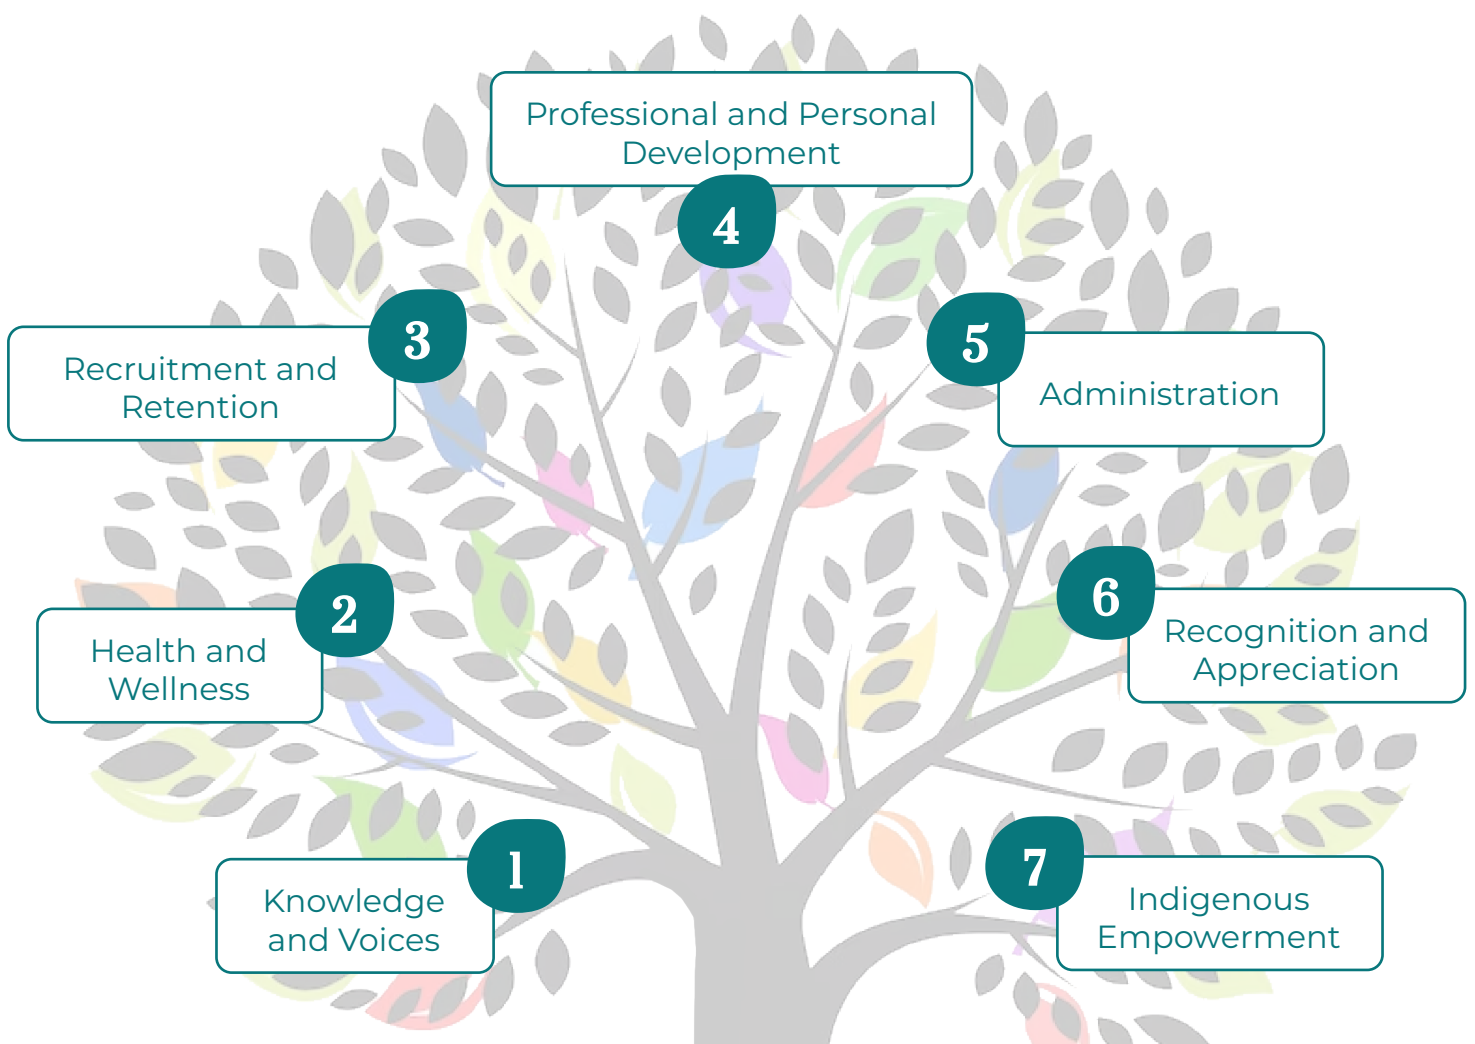 Professional and Personal
Development
4
3
Recruitment and
Retention
5
Administration
2
Health and
Wellness
6
Recognition and
Appreciation
1
Knowledge
and Voices
7
Indigenous
Empowerment